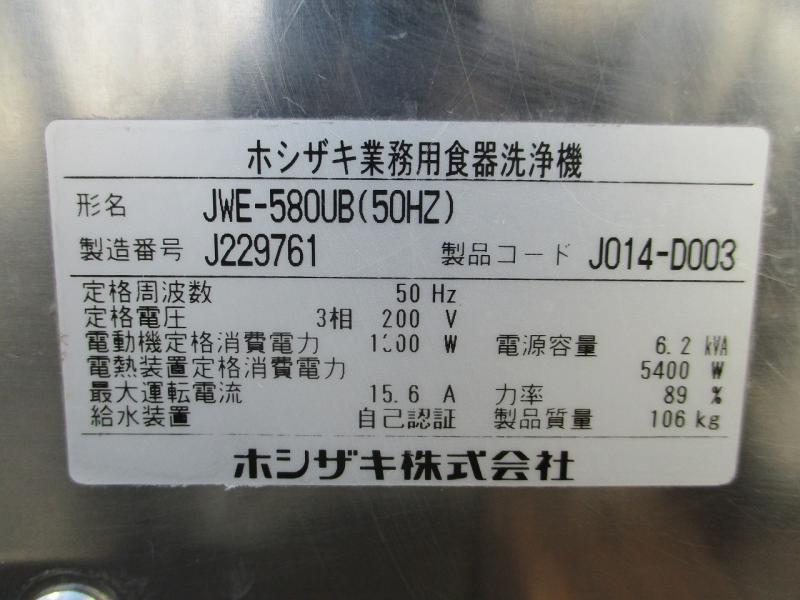 ホシザキ業務用食器洗浄機
形名 JWE-580UB(50HZ)
製造番号 J229761 製品コード J014-D003
定格周波数 50 Hz
定格電圧 3相 200 V
電動機定格消費電力 W 電源容量 6.2 kVA
電熱装置定格消費電力 5400 W
最大運転電流 15.6 A 力率 89 %
給水装置 自己認証 製品質量 106 kg
ホシザキ株式会社